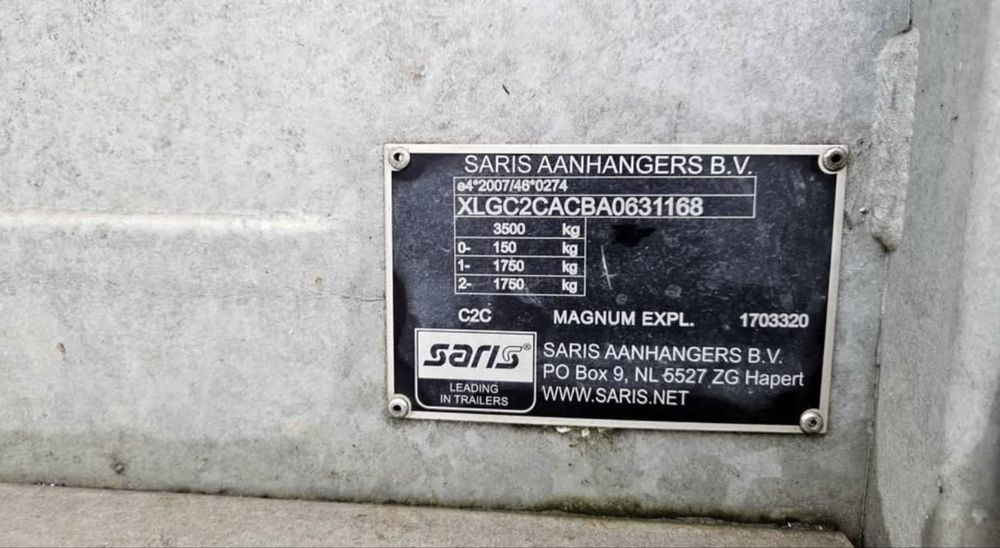 SARIS AANHANGERS B.V.
e4*2007/46*0274
XLGC2CACBA0631168
3500 kg
0- 150 kg
1- 1750 kg
2- 1750 kg
C2C MAGNUM EXPL. 1703320
saris®
LEADING
IN TRAILERS
SARIS AANHANGERS B.V.
PO Box 9, NL 5527 ZG Hapert
WWW.SARIS.NET